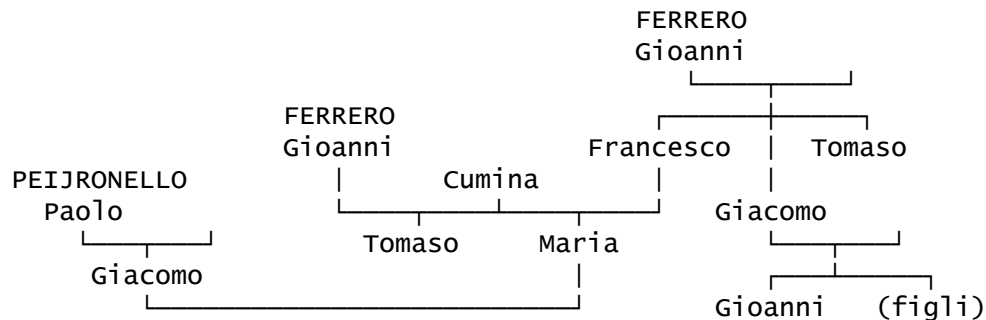 FERRERO
Gioanni
FERRERO
Gioanni
Francesco Tomaso
Cumina
PEIJRONELLO
Paolo
Giacomo
Tomaso Maria
Giacomo
Gioanni (figli)